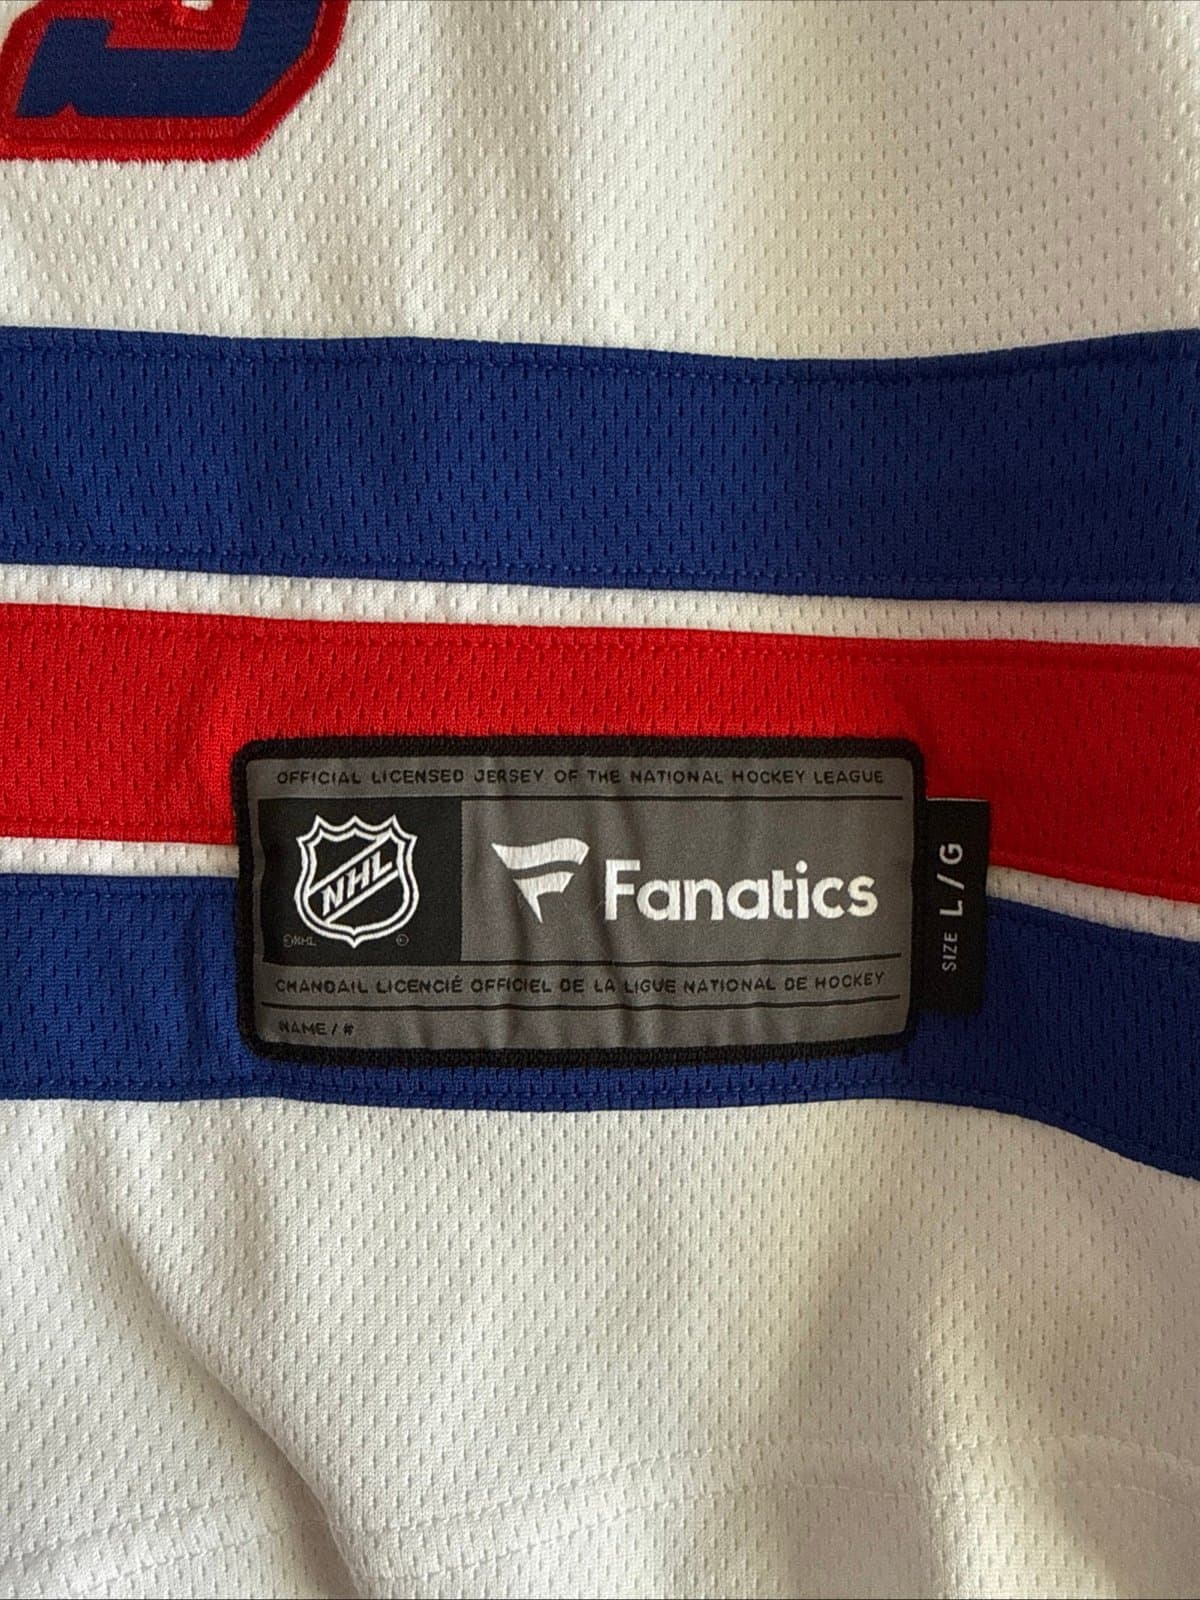 OFFICIAL LICENSED JERSEY OF THE NATIONAL HOCKEY LEAGUE
NHL
Fanatics
©NHL
©
CHANDAIL LICENCIÉ OFFICIEL DE LA LIGUE NATIONAL DE HOCKEY
NAME / #
SIZE L/G